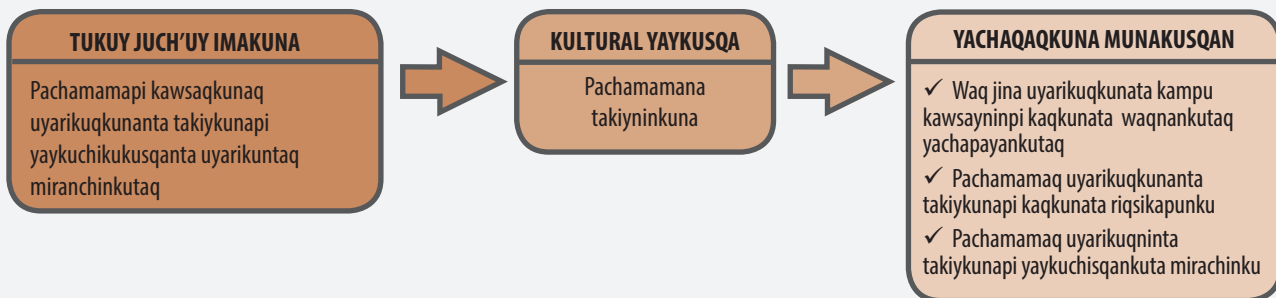 TUKUY JUCH'UY IMAKUNA
Pachamamapi kawsaqkunaq
uyarikuqkunanta takiykunapi
yaykuchikukusqanta uyarikuntaq
miranchinkutaq
KULTURAL YAYKUSQA
Pachamamana
takiyninkuna
YACHAQAQKUNA MUNAKUSQAN
✓ Waq jina uyarikuqkunata kampu
kawsayninpi kaqkunata waqnankutaq
yachapayankutaq
✓ Pachamamaq uyarikuqkunanta
takiykunapi kaqkunata riqsikapunku
✓ Pachamamaq uyarikuqninta
takiykunapi yaykuchisqankuta mirachinku